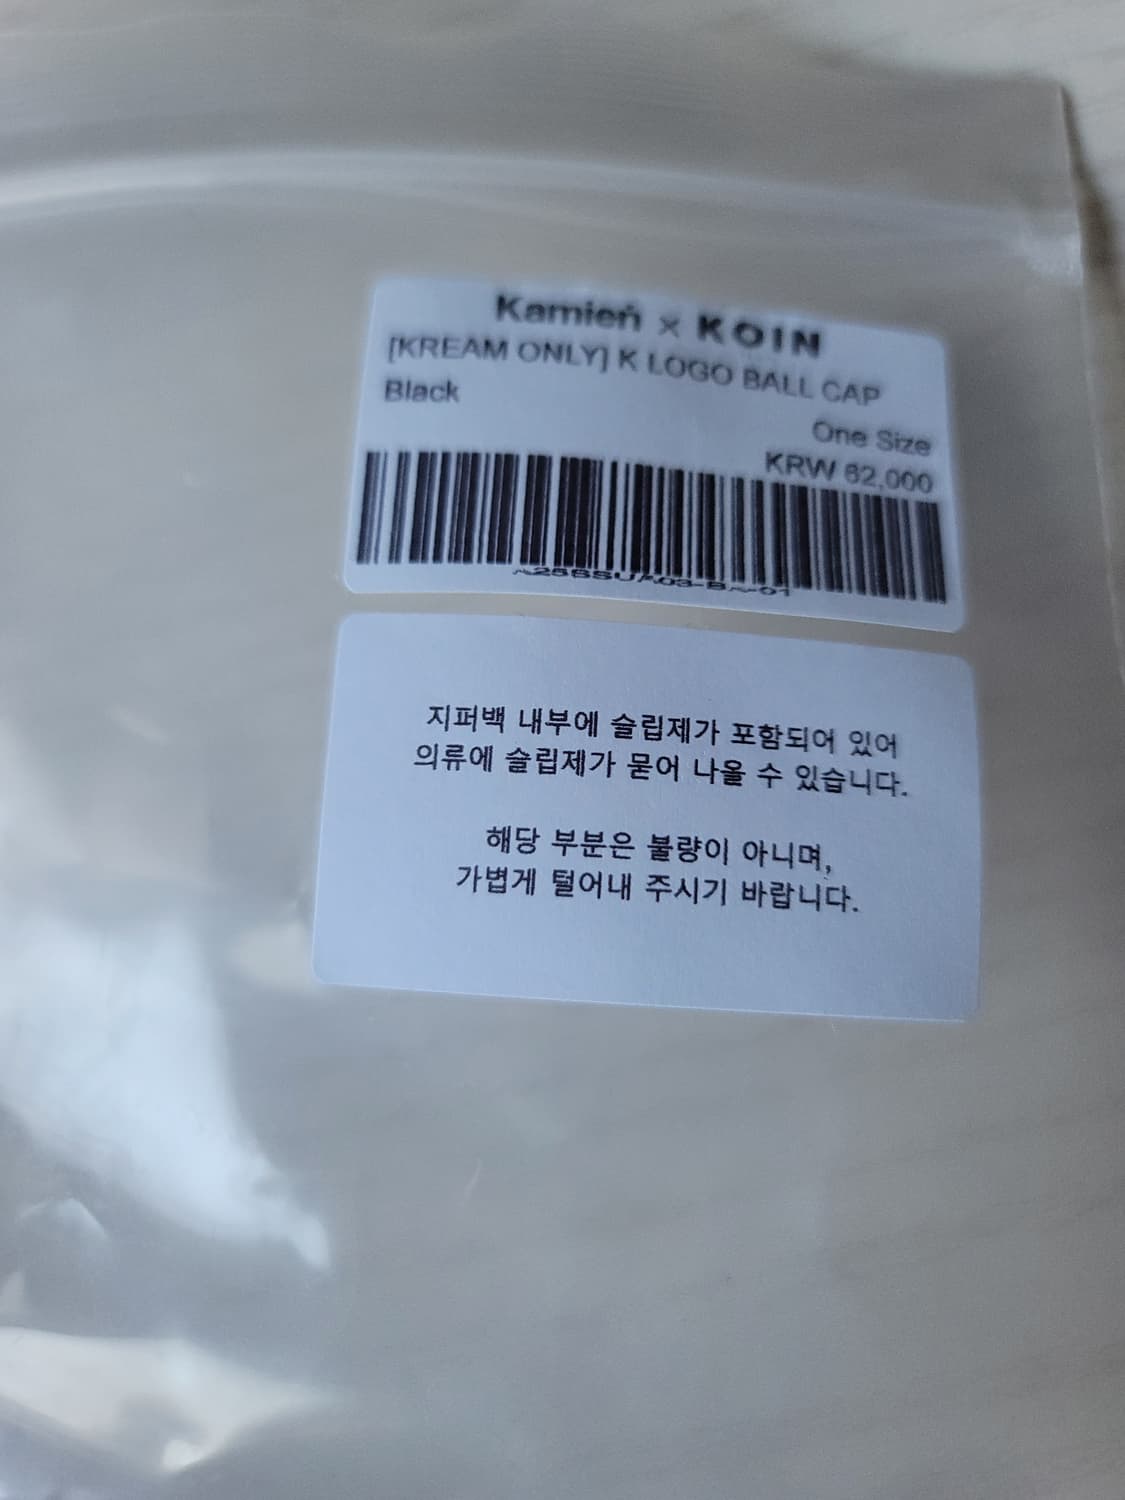 Kamień × KOIN
[KREAM ONLY] K LOGO BALL CAP
Black
One Size
KRW 62,000
지퍼백 내부에 슬립제가 포함되어 있어
의류에 슬립제가 묻어 나올 수 있습니다.
해당 부분은 불량이 아니며,
가볍게 털어내 주시기 바랍니다.